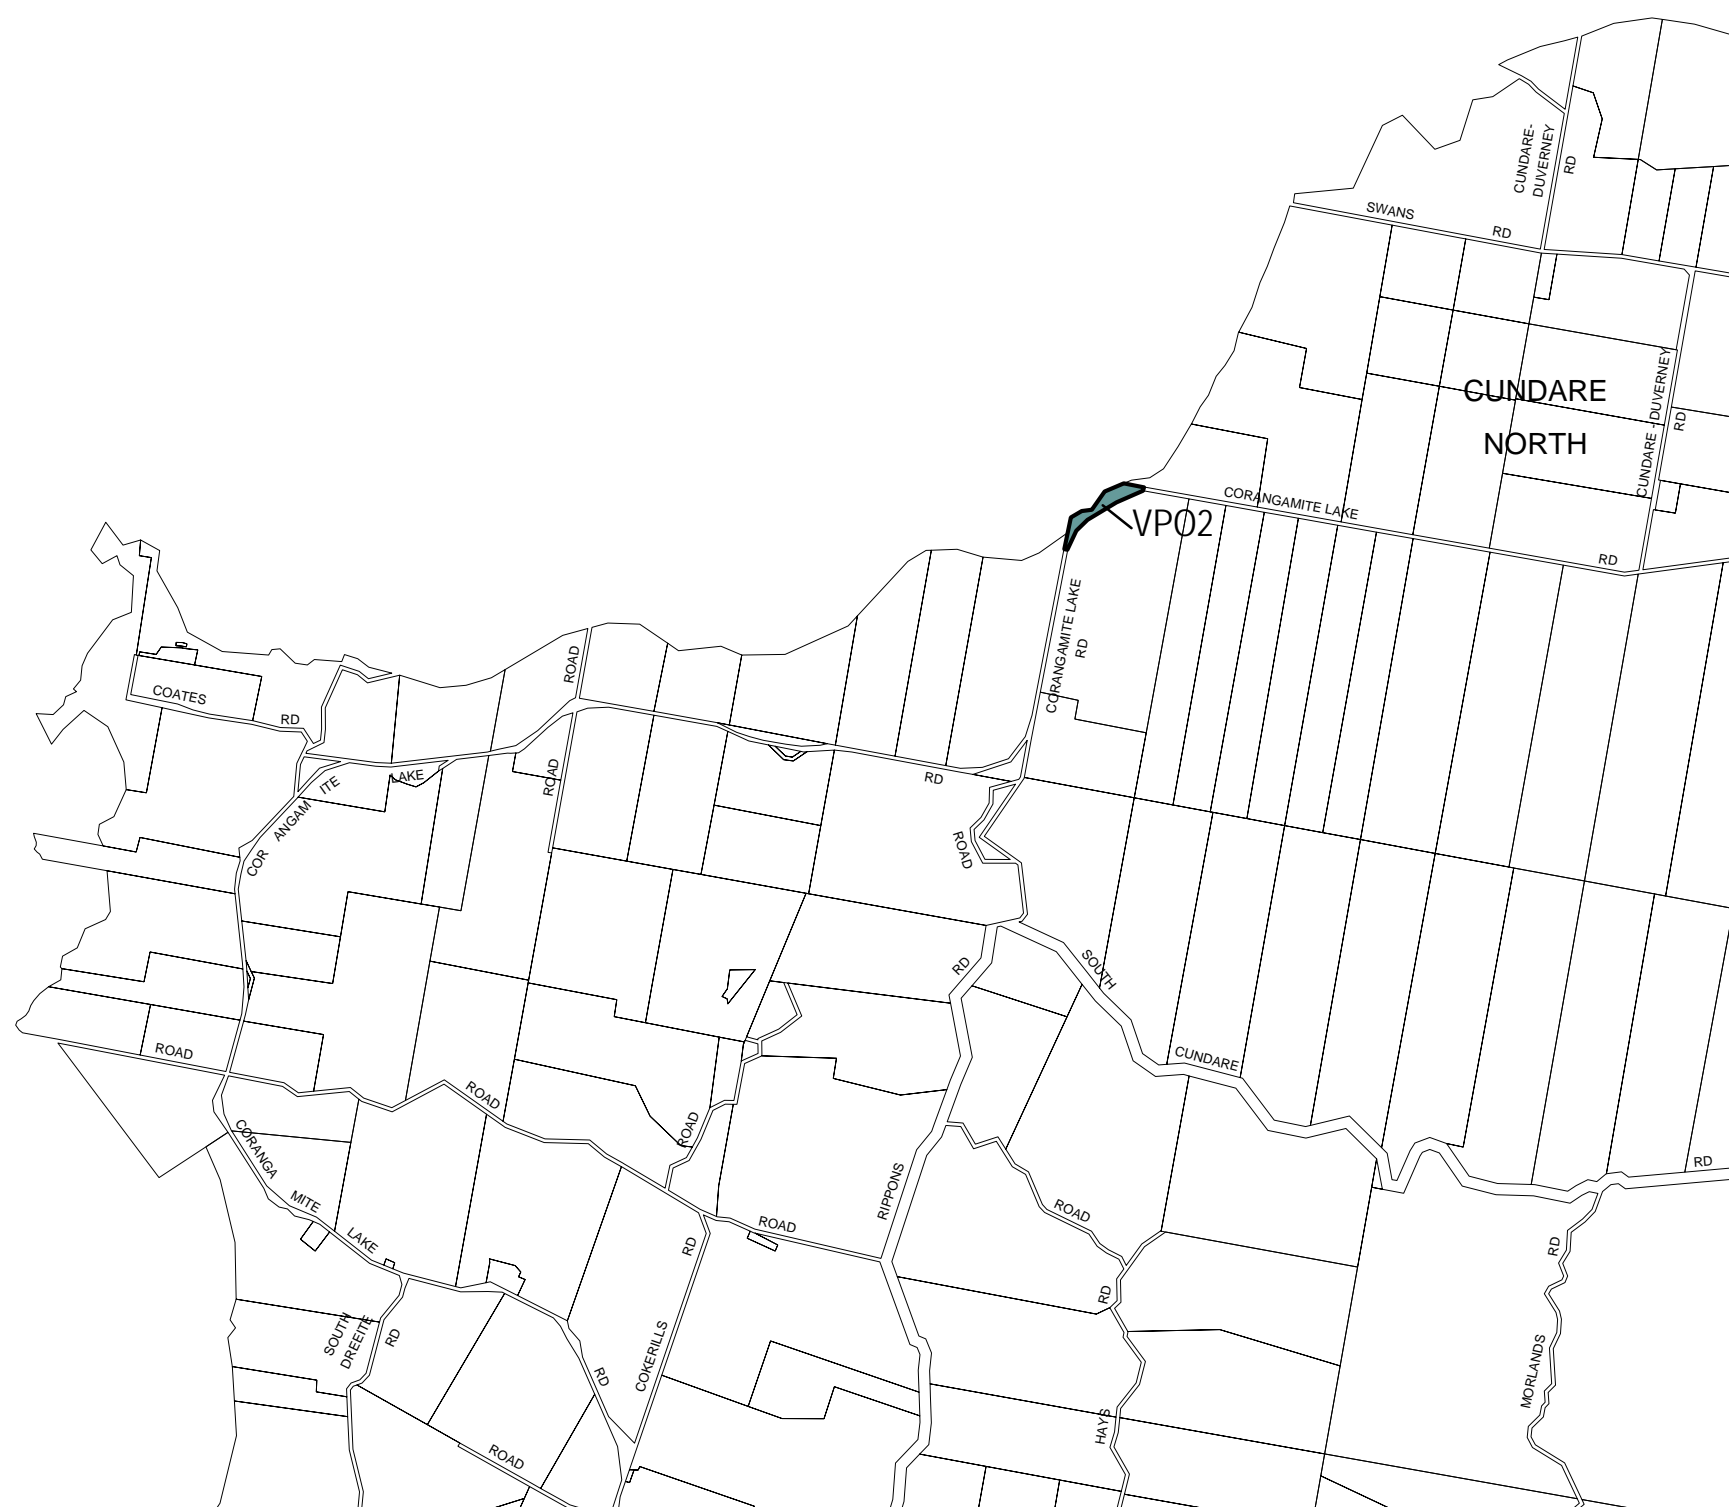 CUNDARE-
DUVERNEY
RD
SWANS
RD
CUNDARE
NORTH
CUNDARE - DUVERNEY
RD
CORANGAMITE LAKE
RD
VPO2
CORANGAMITE LAKE
RD
ROAD
COATES
RD
ROAD
LAKE
ITE
ANGAM
COR
RD
ROAD
RD
SOUTH
CUNDARE
RD
ROAD
ROAD
ROAD
CORANGA
MITE
LAKE
RIPPONS
ROAD
ROAD
RD
RD
RD
SOUTH
DREEITE
RD
COKERILLS
RD
HAYS
MORLANDS
ROAD